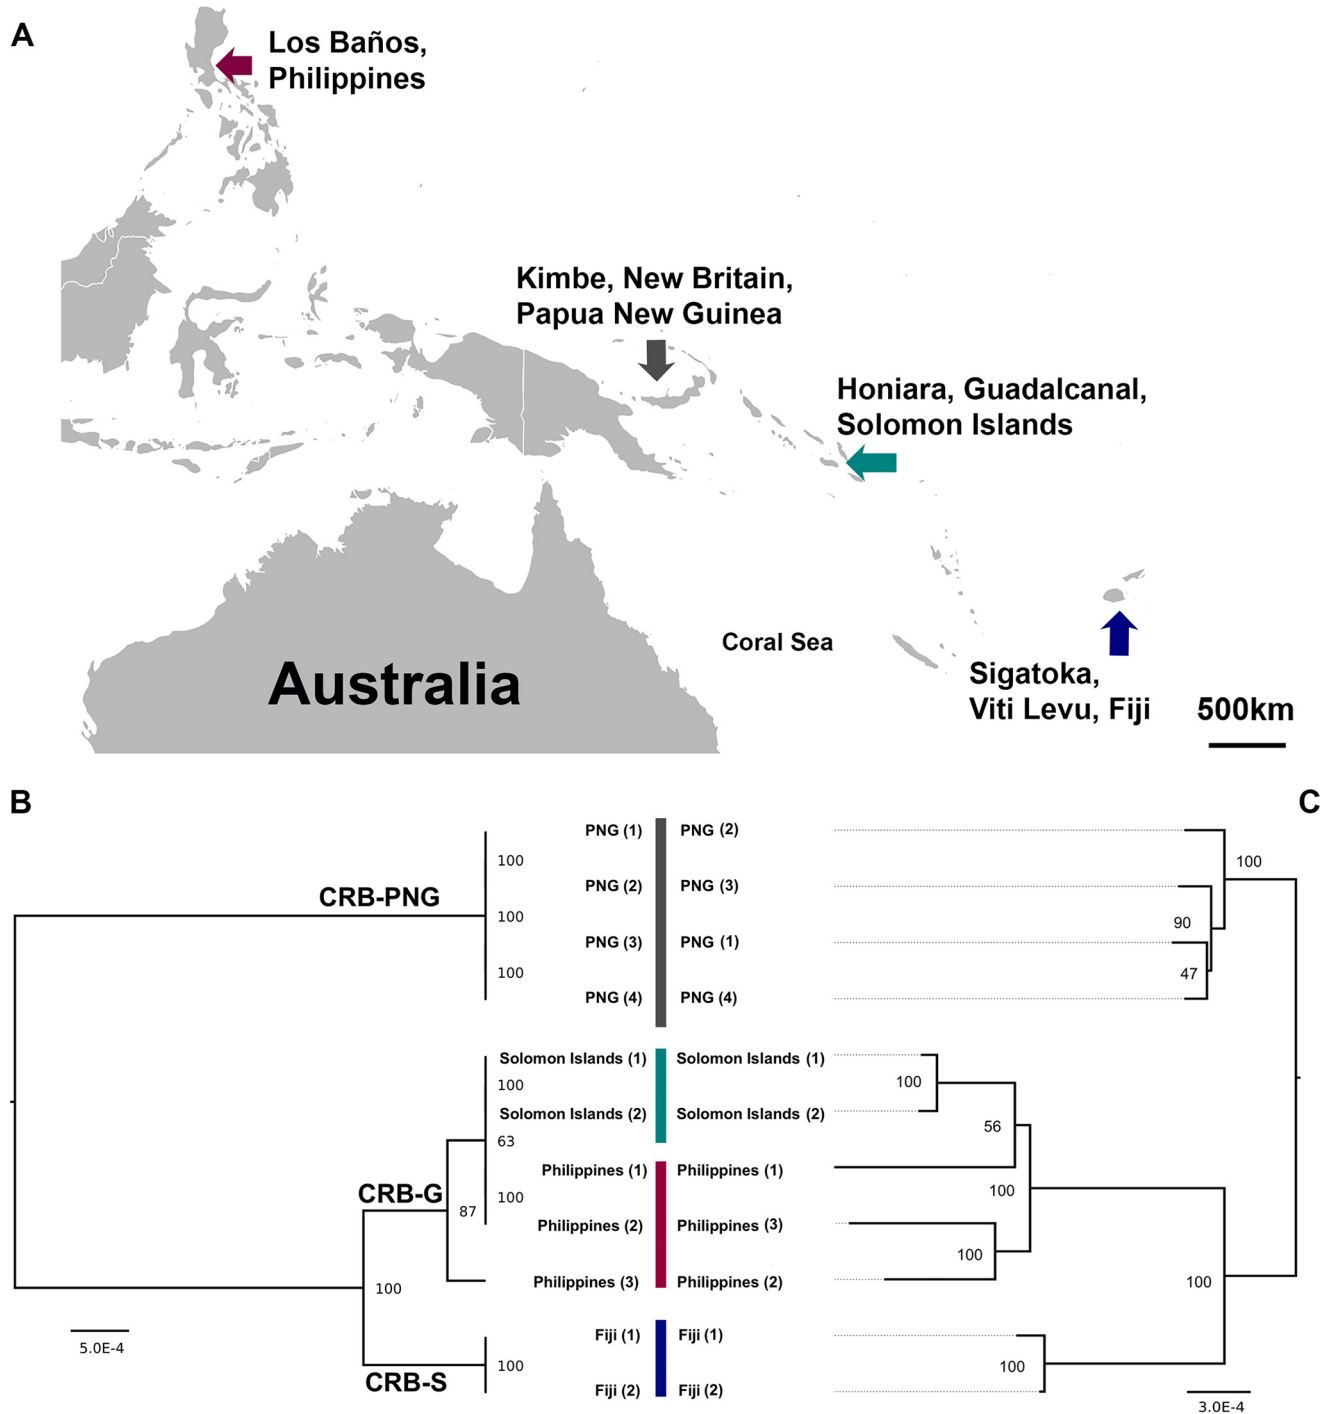 A
Los Baños,
Philippines
Kimbe, New Britain,
Papua New Guinea
Honiara, Guadalcanal,
Solomon Islands
Coral Sea
Australia
Sigatoka,
Viti Levu, Fiji
500km
B
C
PNG (1)
PNG (2)
100
100
CRB-PNG
PNG (2)
PNG (3)
100
90
PNG (3)
PNG (1)
100
47
PNG (4)
PNG (4)
Solomon Islands (1)
Solomon Islands (1)
100
100
Solomon Islands (2)
Solomon Islands (2)
63
56
Philippines (1)
Philippines (1)
CRB-G
100
100
87
Philippines (2)
Philippines (3)
100
Philippines (3)
Philippines (2)
100
100
5.0E-4
Fiji (1)
Fiji (1)
100
100
CRB-S
Fiji (2)
Fiji (2)
3.0E-4